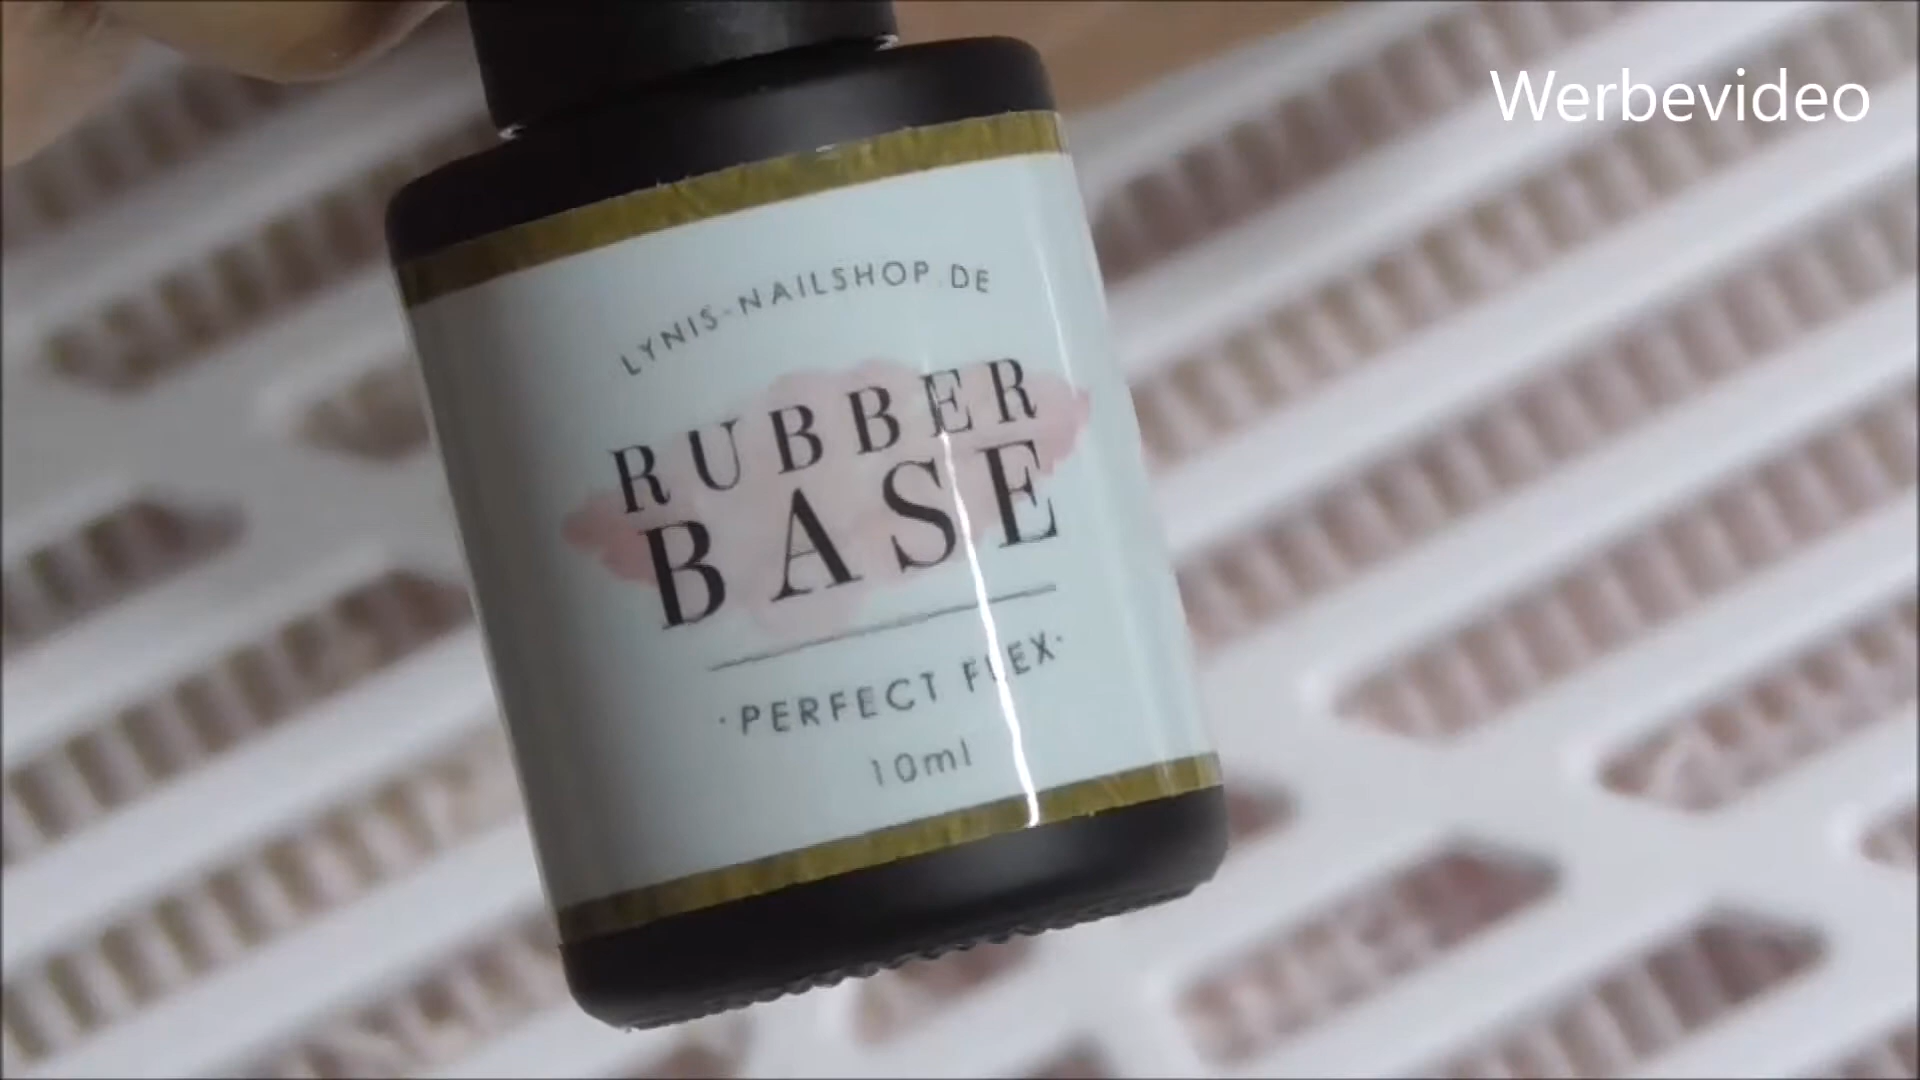 Werbevideo
LYNIS-NAILSHOP.DE
RUBBER
BASE
·PERFECT FLEX·
10ml